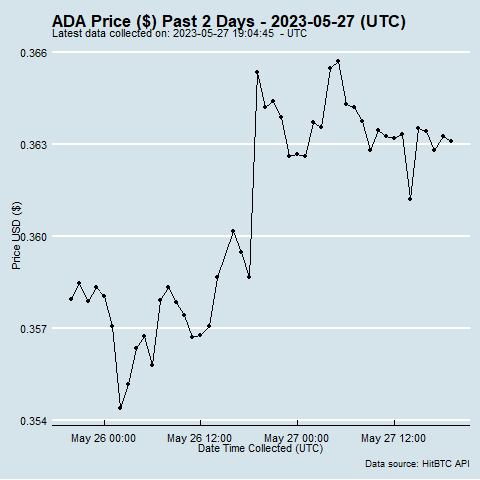 ADA Price ($) Past 2 Days - 2023-05-27 (UTC)
Latest data collected on: 2023-05-27 19:04:45 - UTC
0.366
0.363
0.360
Price USD ($)
0.357
0.354
May 26 00:00 May 26 12:00 May 27 00:00 May 27 12:00
Date Time Collected (UTC)
Data source: HitBTC API